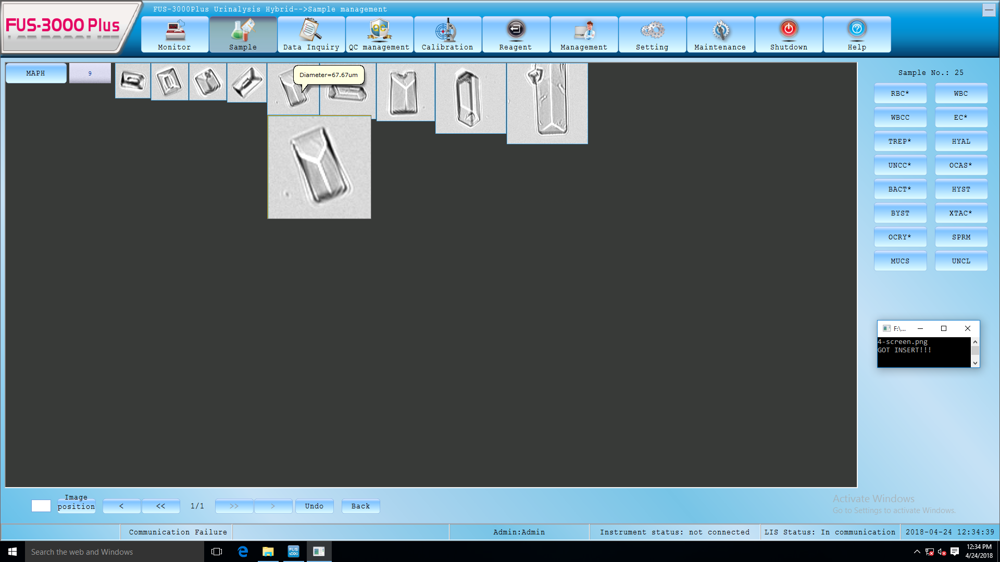 FUS-3000Plus Urinalysis Hybrid-->Sample management
FUS-3000 Plus
Monitor
Sample
Data Inquiry
QC
QC management
Calibration
Reagent
Management
Setting
Maintenance
Shutdown
Help
MAPH
9
Diameter=67.67um
Sample No.: 25
RBC* WBC
WBCC EC*
TREP* HYAL
UNCC* OCAS*
BACT* HYST
BYST XTAC*
OCRY* SPRM
MUCS UNCL
F:\...
4-screen.png
GOT INSERT!!!
Image position
<
<<
1/1
>>
>
Undo
Back
Activate Windows
Go to Settings to activate Windows.
Communication Failure
Admin:Admin
Instrument status: not connected
LIS Status: In communication
2018-04-24 12:34:39
Search the web and Windows
FUS
1000
12:34 PM
4/24/2018